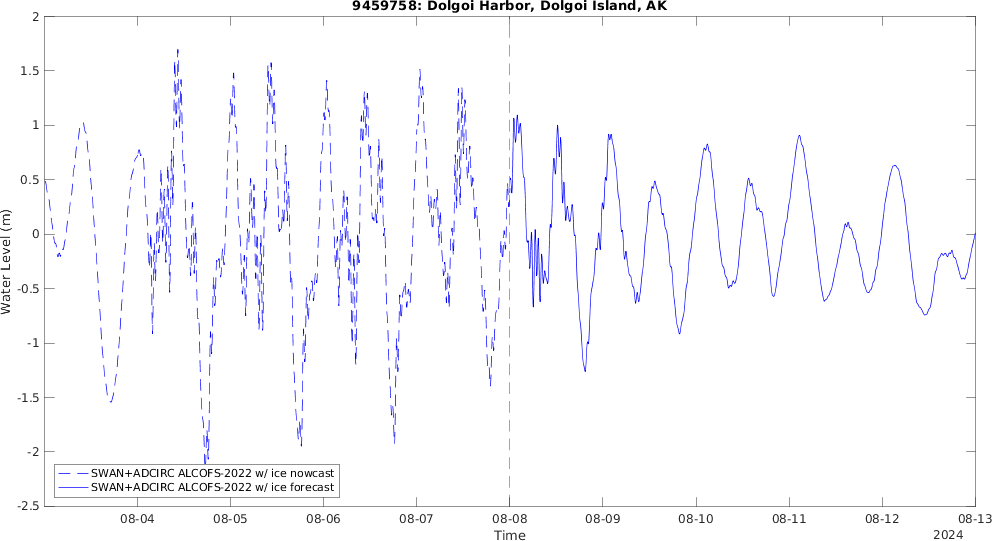 9459758: Dolgoi Harbor, Dolgoi Island, AK
2
1.5
1
0.5
0
-0.5
-1
-1.5
-2
-2.5
Water Level (m)
SWAN+ADCIRC ALCOFS-2022 w/ ice nowcast
SWAN+ADCIRC ALCOFS-2022 w/ ice forecast
08-04 08-05 08-06 08-07 08-08 08-09 08-10 08-11 08-12 08-13
Time
2024